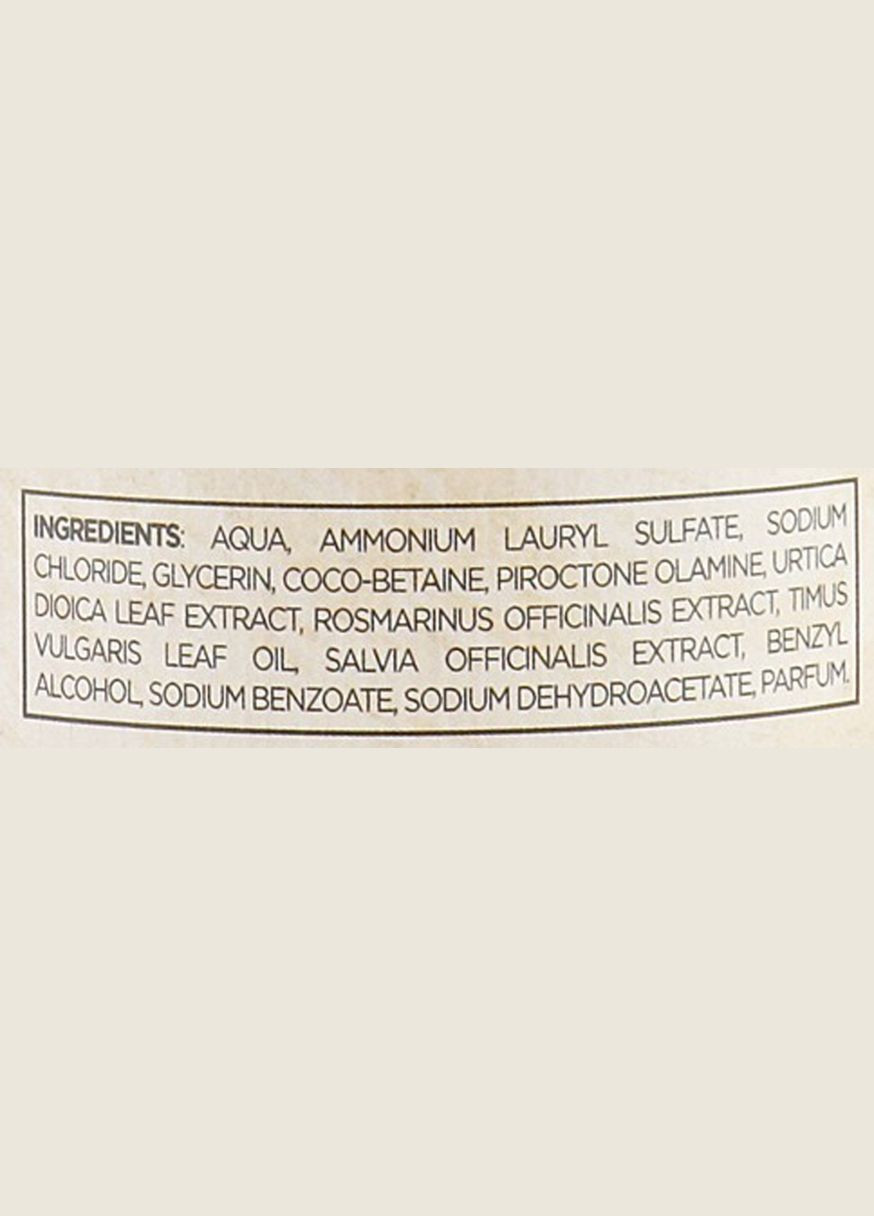 INGREDIENTS: AQUA, AMMONIUM LAURYL SULFATE, SODIUM
CHLORIDE, GLYCERIN, COCO-BETAINE, PIROCTONE OLAMINE, URTICA
DIOICA LEAF EXTRACT, ROSMARINUS OFFICINALIS EXTRACT, TIMUS
VULGARIS LEAF OIL, SALVIA OFFICINALIS EXTRACT, BENZYL
ALCOHOL, SODIUM BENZOATE, SODIUM DEHYDROACETATE, PARFUM.